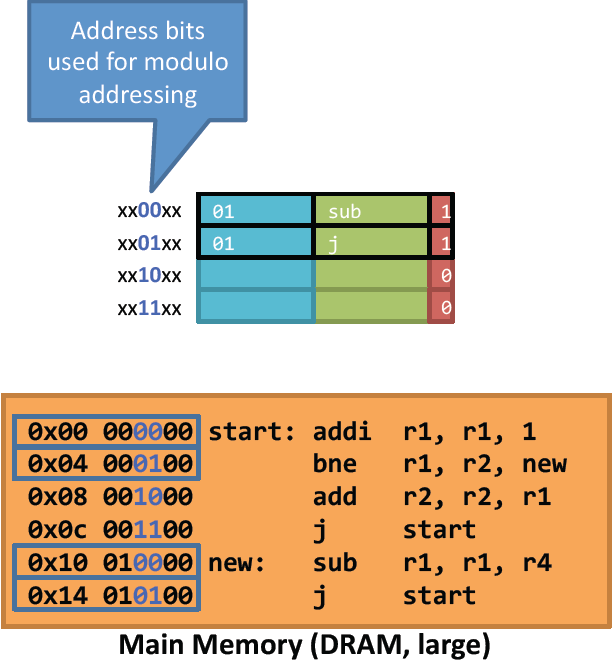 Address bits
used for modulo
addressing
xx00xx 01 sub 1
xx01xx 01 j 1
xx10xx 0
xx11xx 0
0x00 000000 start: addi r1, r1, 1
0x04 000100 bne r1, r2, new
0x08 001000 add r2, r2, r1
0x0c 001100 j start
0x10 010000 new: sub r1, r1, r4
0x14 010100 j start
Main Memory (DRAM, large)